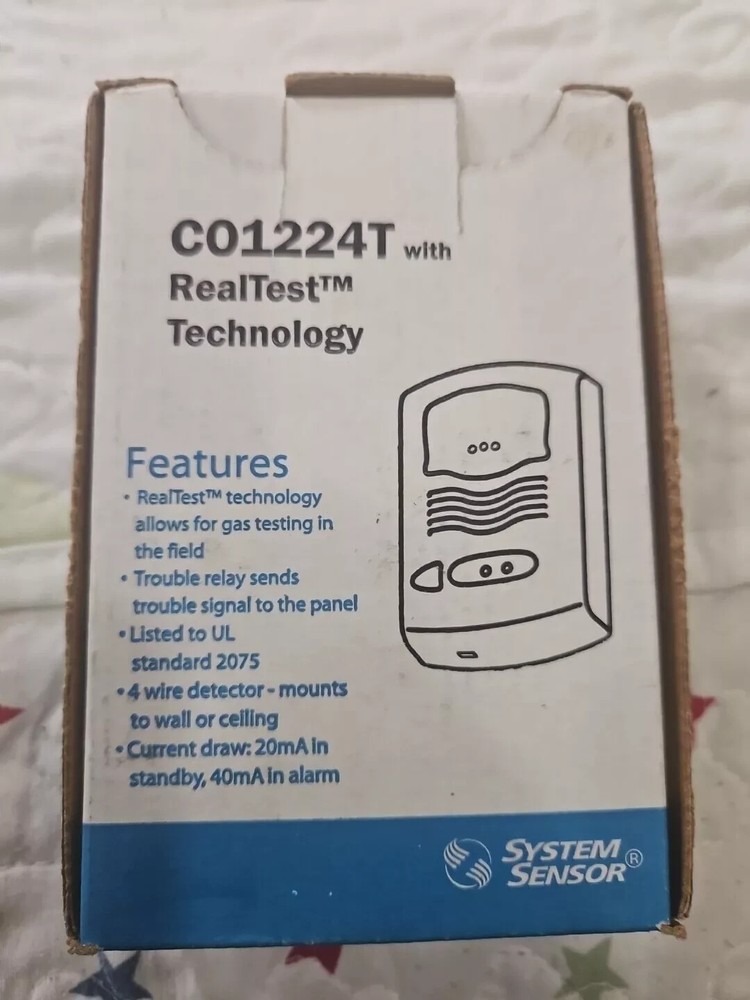 CO1224T with
RealTest™
Technology
Features
• RealTest™ technology
allows for gas testing in
the field
• Trouble relay sends
trouble signal to the panel
• Listed to UL
standard 2075
• 4 wire detector - mounts
to wall or ceiling
• Current draw: 20mA in
standby, 40mA in alarm
SYSTEM
SENSOR®